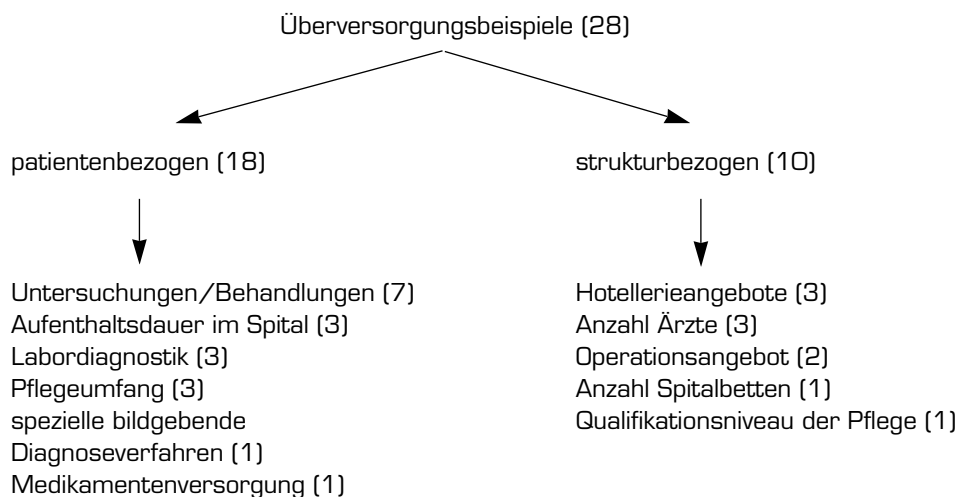 Überversorgungsbeispiele (28)
patientenbezogen (18)
strukturbezogen (10)
Untersuchungen/Behandlungen (7)
Aufenthaltsdauer im Spital (3)
Labordiagnostik (3)
Pflegeumfang (3)
spezielle bildgebende
Diagnoseverfahren (1)
Medikamentenversorgung (1)
Hotellerieangebote (3)
Anzahl Ärzte (3)
Operationsangebot (2)
Anzahl Spitalbetten (1)
Qualifikationsniveau der Pflege (1)